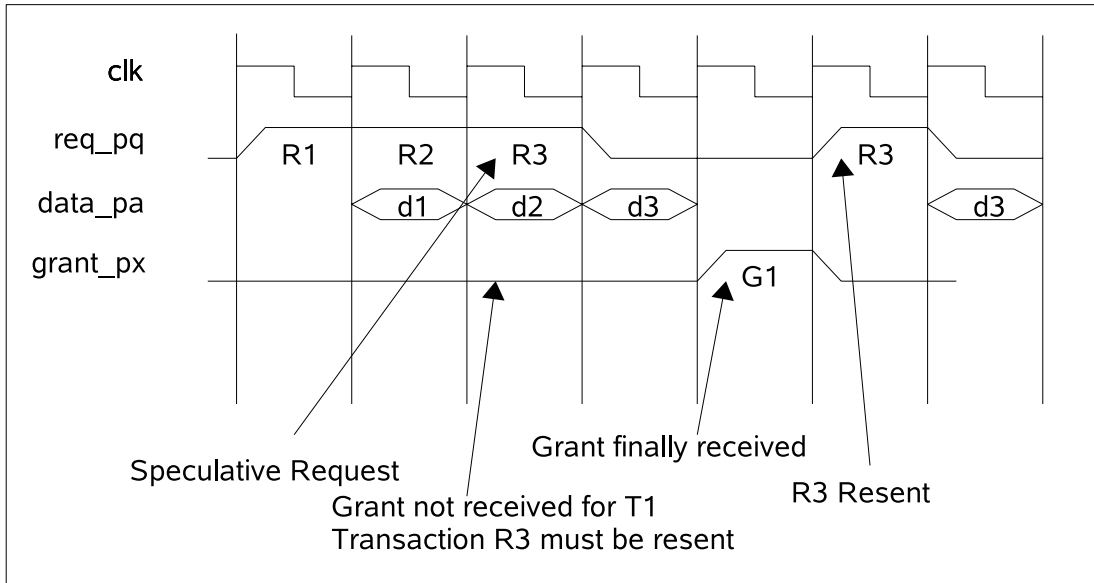 clk
req_pq
R1
R2
R3
R3
data_pa
d1
d2
d3
d3
grant_px
G1
Speculative Request
Grant finally received
Grant not received for T1
Transaction R3 must be resent
R3 Resent